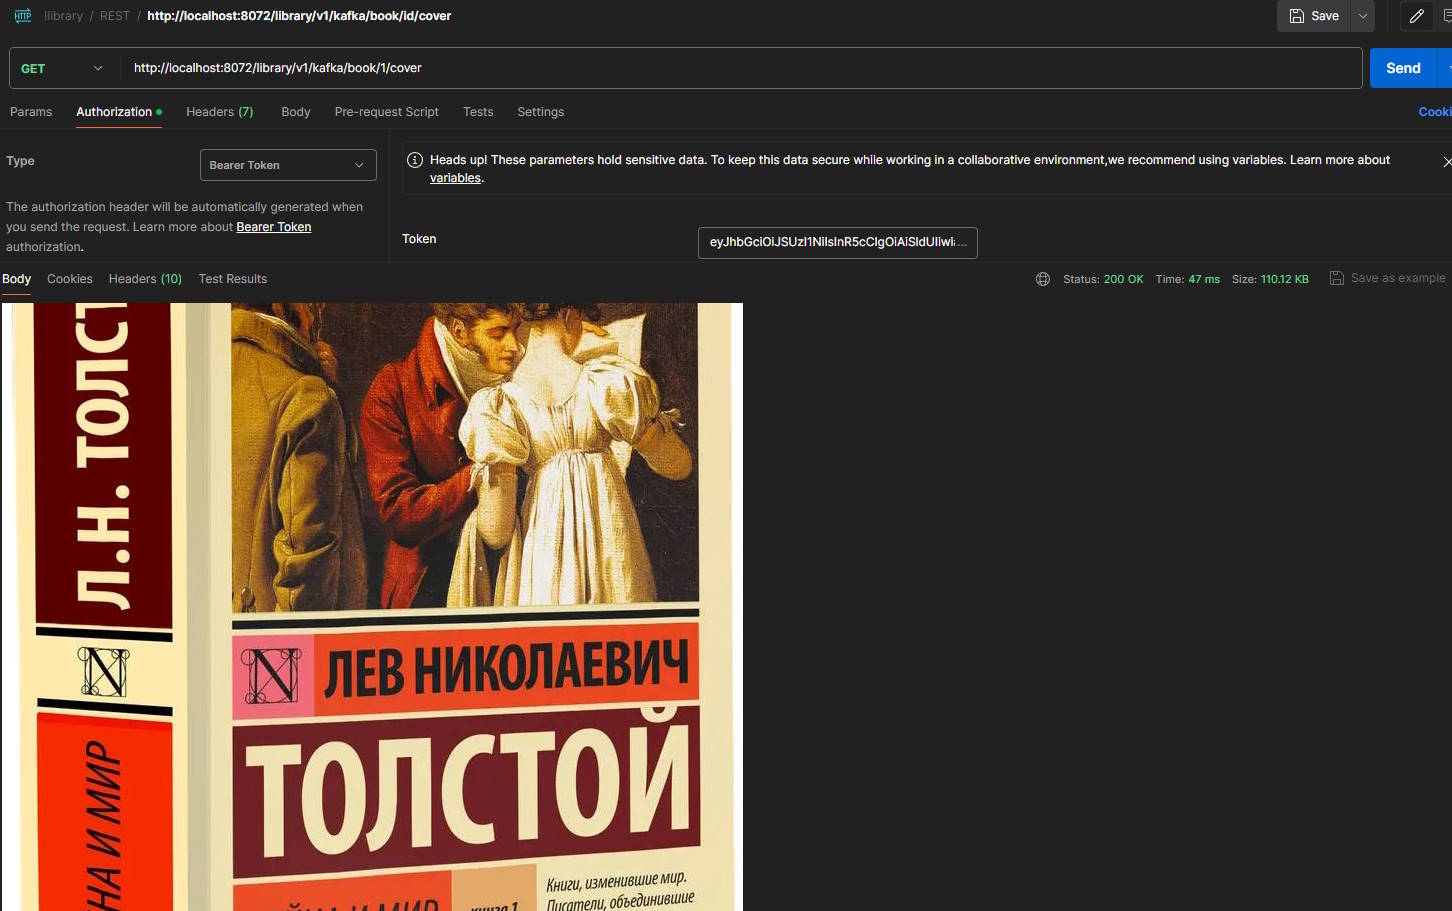 HTTP llibrary / REST / http://localhost:8072/library/v1/kafka/book/id/cover
Save
GET http://localhost:8072/library/v1/kafka/book/1/cover
Send
Params Authorization Headers (7) Body Pre-request Script Tests Settings
Type
Bearer Token
Heads up! These parameters hold sensitive data. To keep this data secure while working in a collaborative environment,we recommend using variables. Learn more about
variables.
The authorization header will be automatically generated when
you send the request. Learn more about Bearer Token
authorization.
Token
Body Cookies Headers (10) Test Results
Status: 200 OK Time: 47 ms Size: 110.12 KB Save as example
Л.Н. ТОЛСТ
N
НА И МИР
N ЛЕВ НИКОЛАЕВИЧ
ТОЛСТОЙ
Книги, изменившие мир.
Писатели, объединившие
И МИР
книга 1